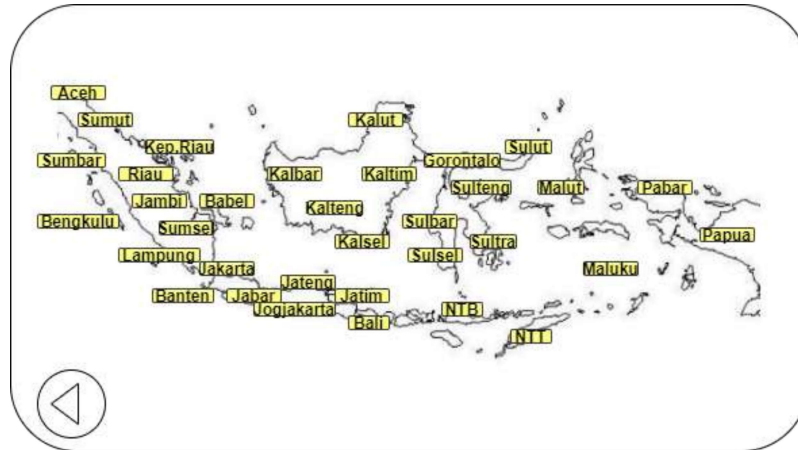 Aceh
Sumut
Kalut
Kep.Riau
Sulut
Sumbar
Gorontalo
Riau
Kalbar
Kaltim
Sulteng
Malut
Pabar
Jambi
Babel
Kalteng
Bengkulu
Sumsel
Sulbar
Papua
Kalsel
Sultra
Lampung
Sulsel
Jakarta
Maluku
Jateng
Banten
Jabar
Jatim
Jogjakarta
NTB
Bali
NTT